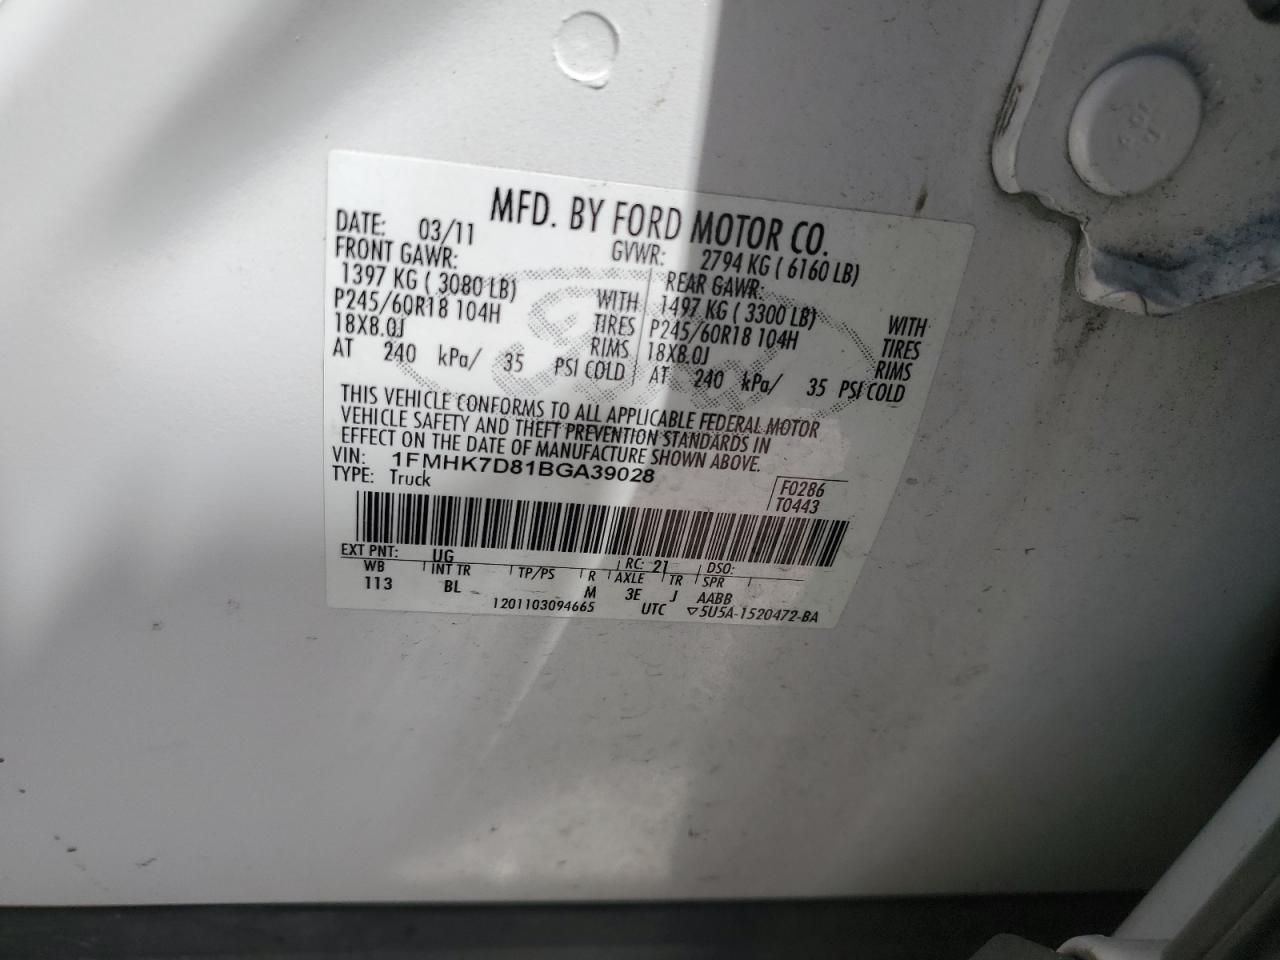 MFD. BY FORD MOTOR CO.
DATE: 03/11 GVWR: 2794 KG ( 6160 LB)
FRONT GAWR: REAR GAWR:
1397 KG ( 3080 LB) WITH 1497 KG ( 3300 LB) WITH
P245/60R18 104H TIRES P245/60R18 104H TIRES
18X8.0J RIMS 18X8.0J RIMS
AT 240 kPa/ 35 PSI COLD AT 240 kPa/ 35 PSI COLD
THIS VEHICLE CONFORMS TO ALL APPLICABLE FEDERAL MOTOR
VEHICLE SAFETY AND THEFT PREVENTION STANDARDS IN
EFFECT ON THE DATE OF MANUFACTURE SHOWN ABOVE.
VIN: 1FMHK7D81BGA39028
TYPE: Truck
F0286
T0443
EXT PNT: UG RC: 21 DSO:
WB INT TR TP/PS R AXLE TR SPR
113 BL M 3E J AABB
1201103094665 UTC ▽5U5A-1520472-BA